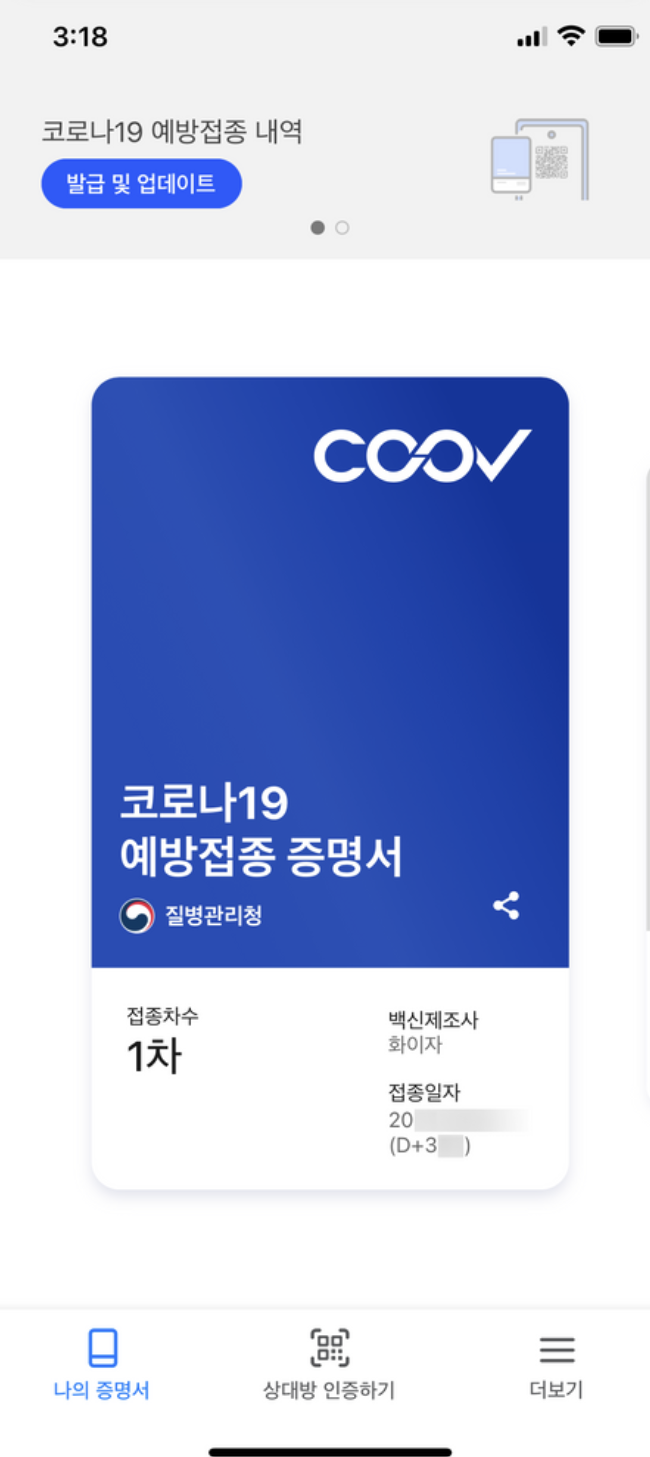 3:18
코로나19 예방접종 내역
발급 및 업데이트
COOV
코로나19
예방접종 증명서
질병관리청
접종차수
1차
백신제조사
화이자
접종일자
20
(D+3 )
나의 증명서
상대방 인증하기
더보기